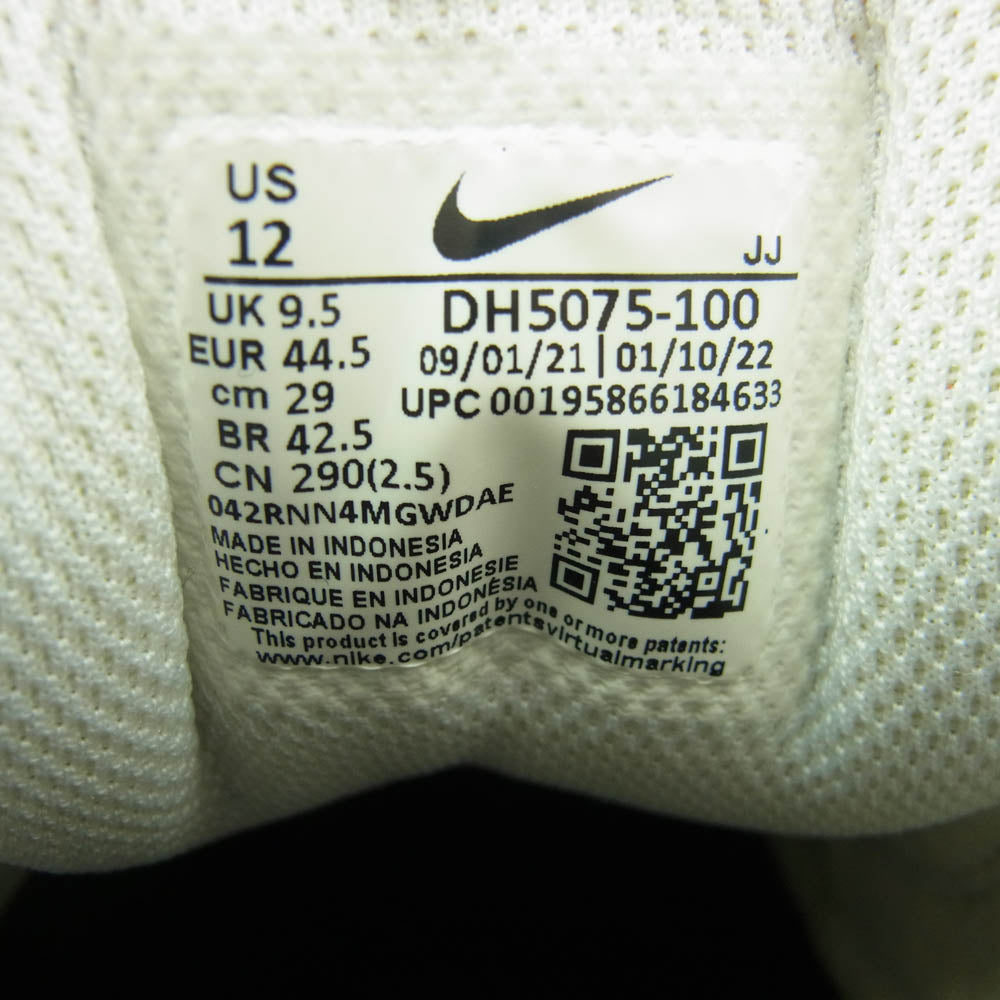 US
12
JJ
UK 9.5
EUR 44.5
cm 29
BR 42.5
CN 290(2.5)
DH5075-100
09/01/21 | 01/10/22
UPC 00195866184633
042RNN4MGWDAE
MADE IN INDONESIA
HECHO EN INDONESIA
FABRIQUE EN INDONESIE
FABRICADO NA INDONÉSIA
This product is covered by one or more patents:
www.nike.com/patentsvirtualmarking